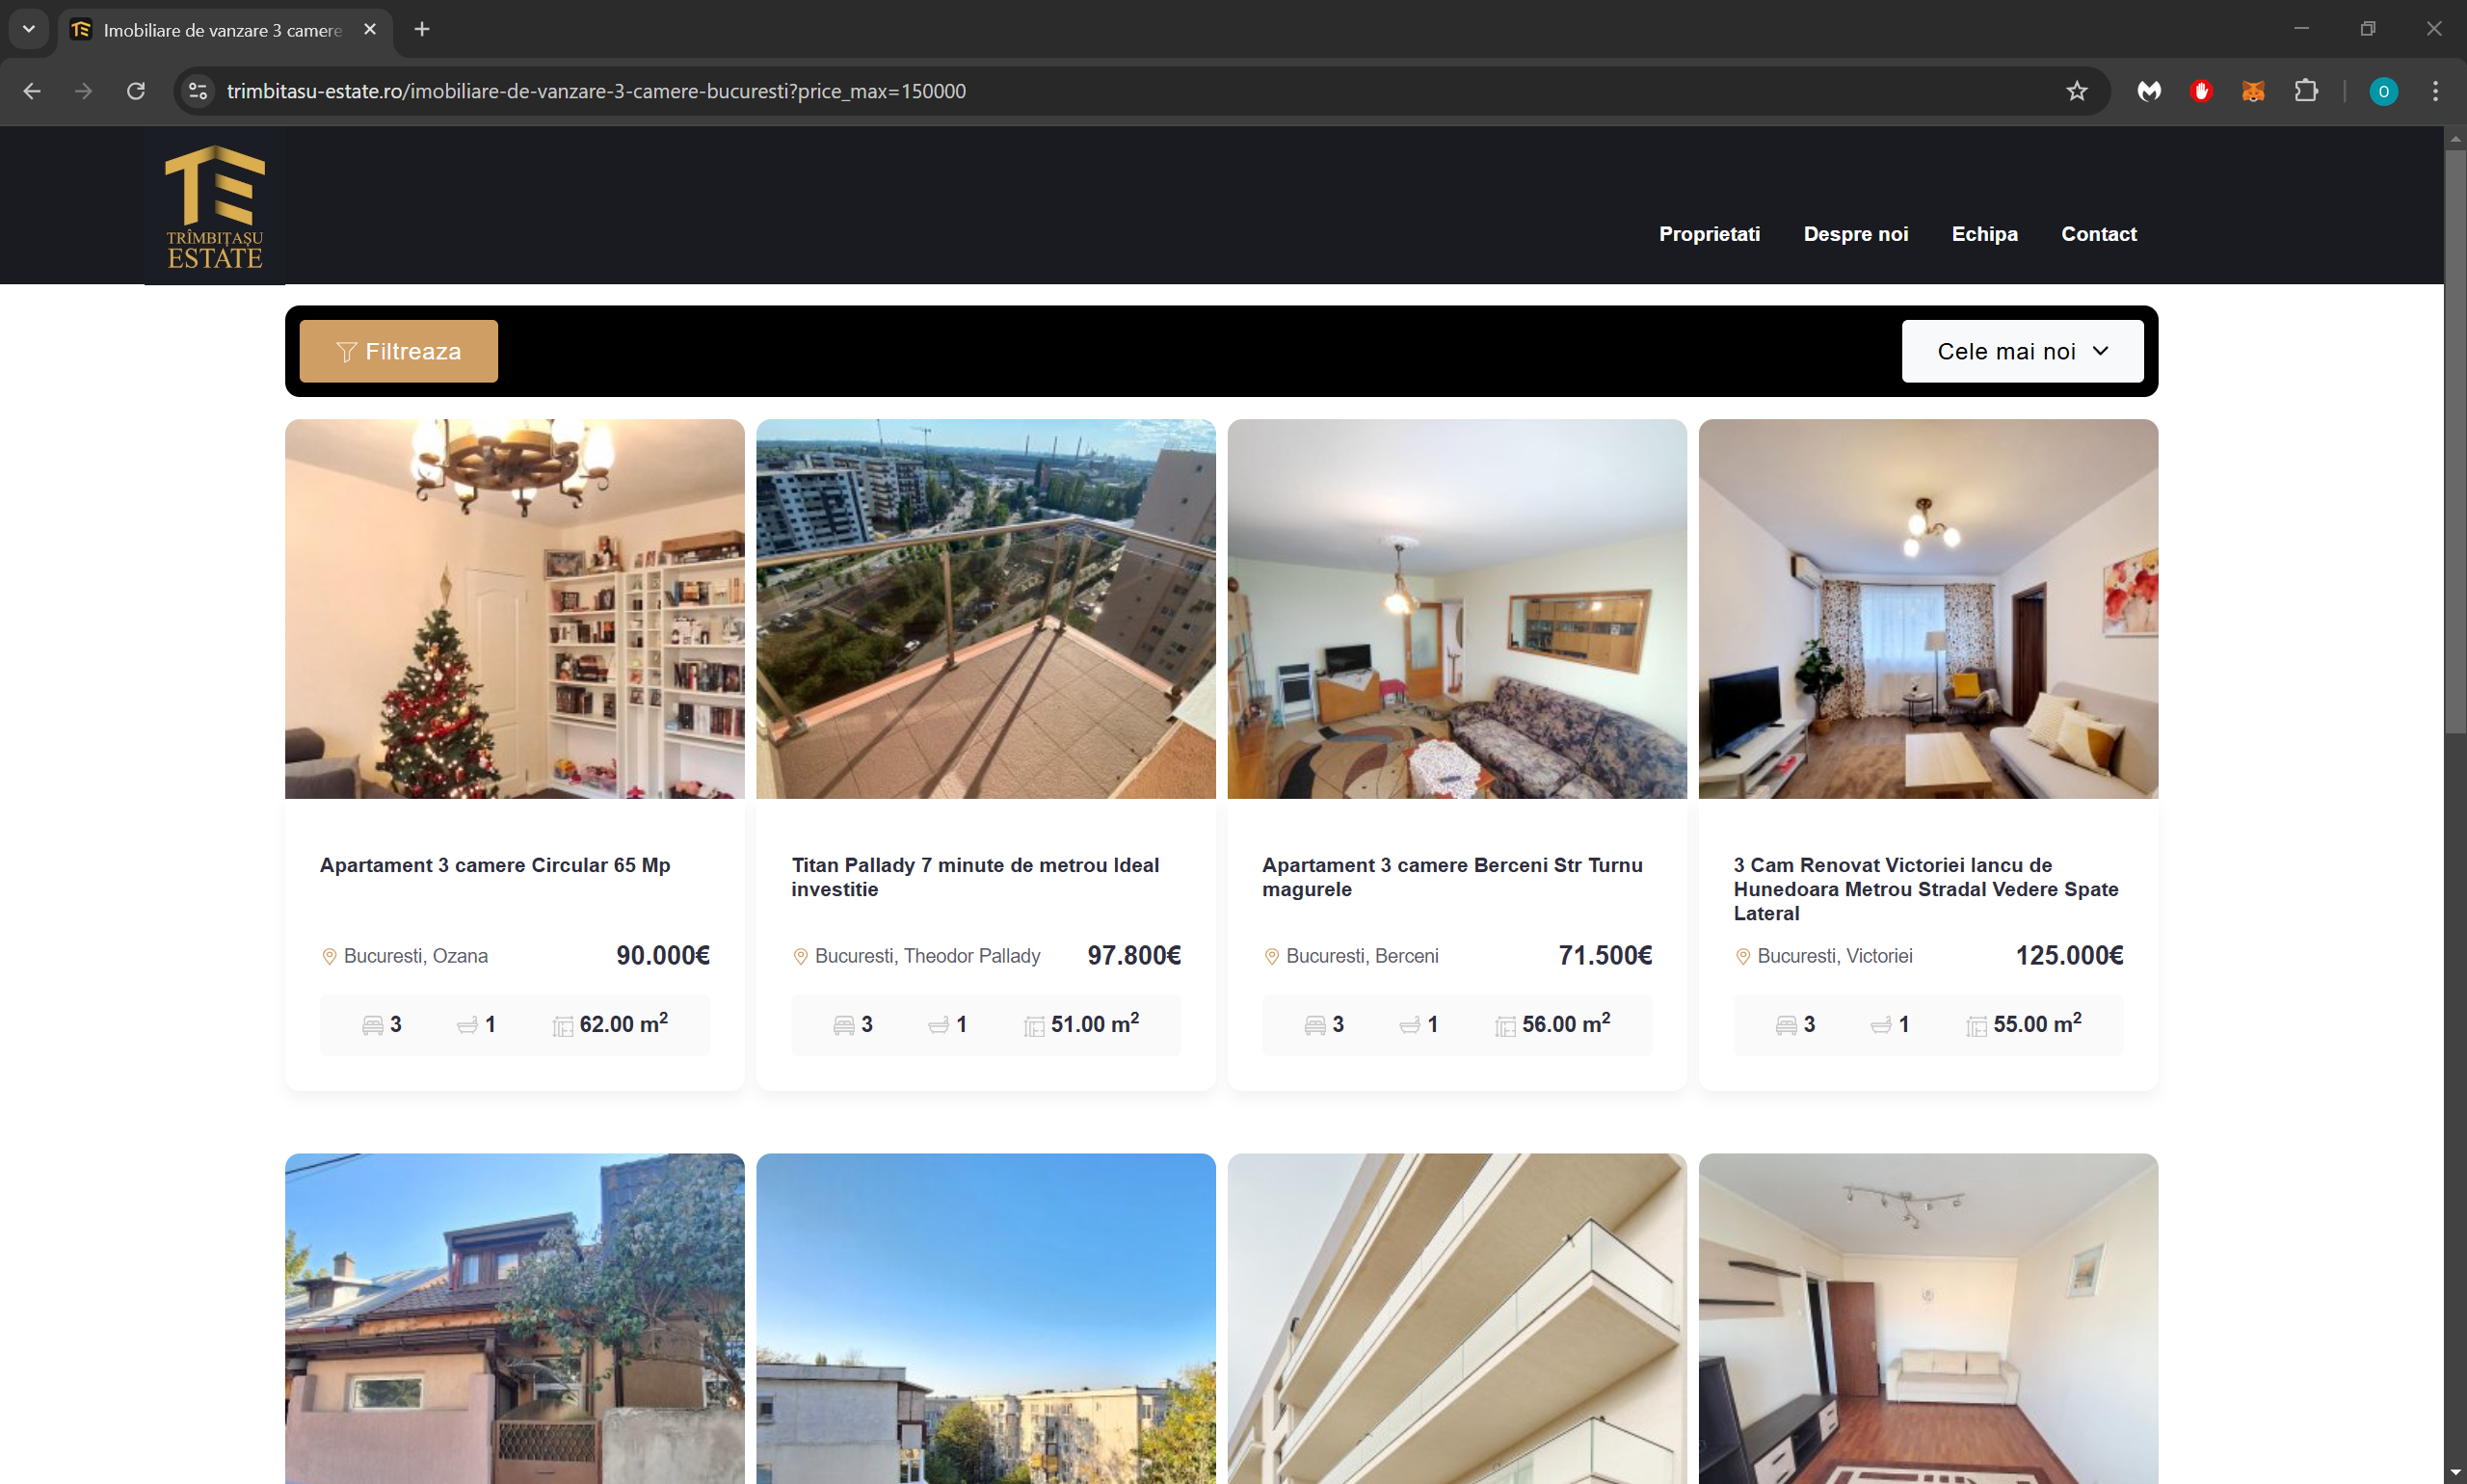 Imobiliare de vanzare 3 camere
trimbitasu-estate.ro/imobiliare-de-vanzare-3-camere-bucuresti?price_max=150000
O
TRÎMBIȚAȘU
ESTATE
Proprietati
Despre noi
Echipa
Contact
Filtreaza
Cele mai noi
Apartament 3 camere Circular 65 Mp
Bucuresti, Ozana
90.000€
3
1
62.00 m²
Titan Pallady 7 minute de metrou Ideal
investitie
Bucuresti, Theodor Pallady
97.800€
3
1
51.00 m²
Apartament 3 camere Berceni Str Turnu
magurele
Bucuresti, Berceni
71.500€
3
1
56.00 m²
3 Cam Renovat Victoriei Iancu de
Hunedoara Metrou Stradal Vedere Spate
Lateral
Bucuresti, Victoriei
125.000€
3
1
55.00 m²